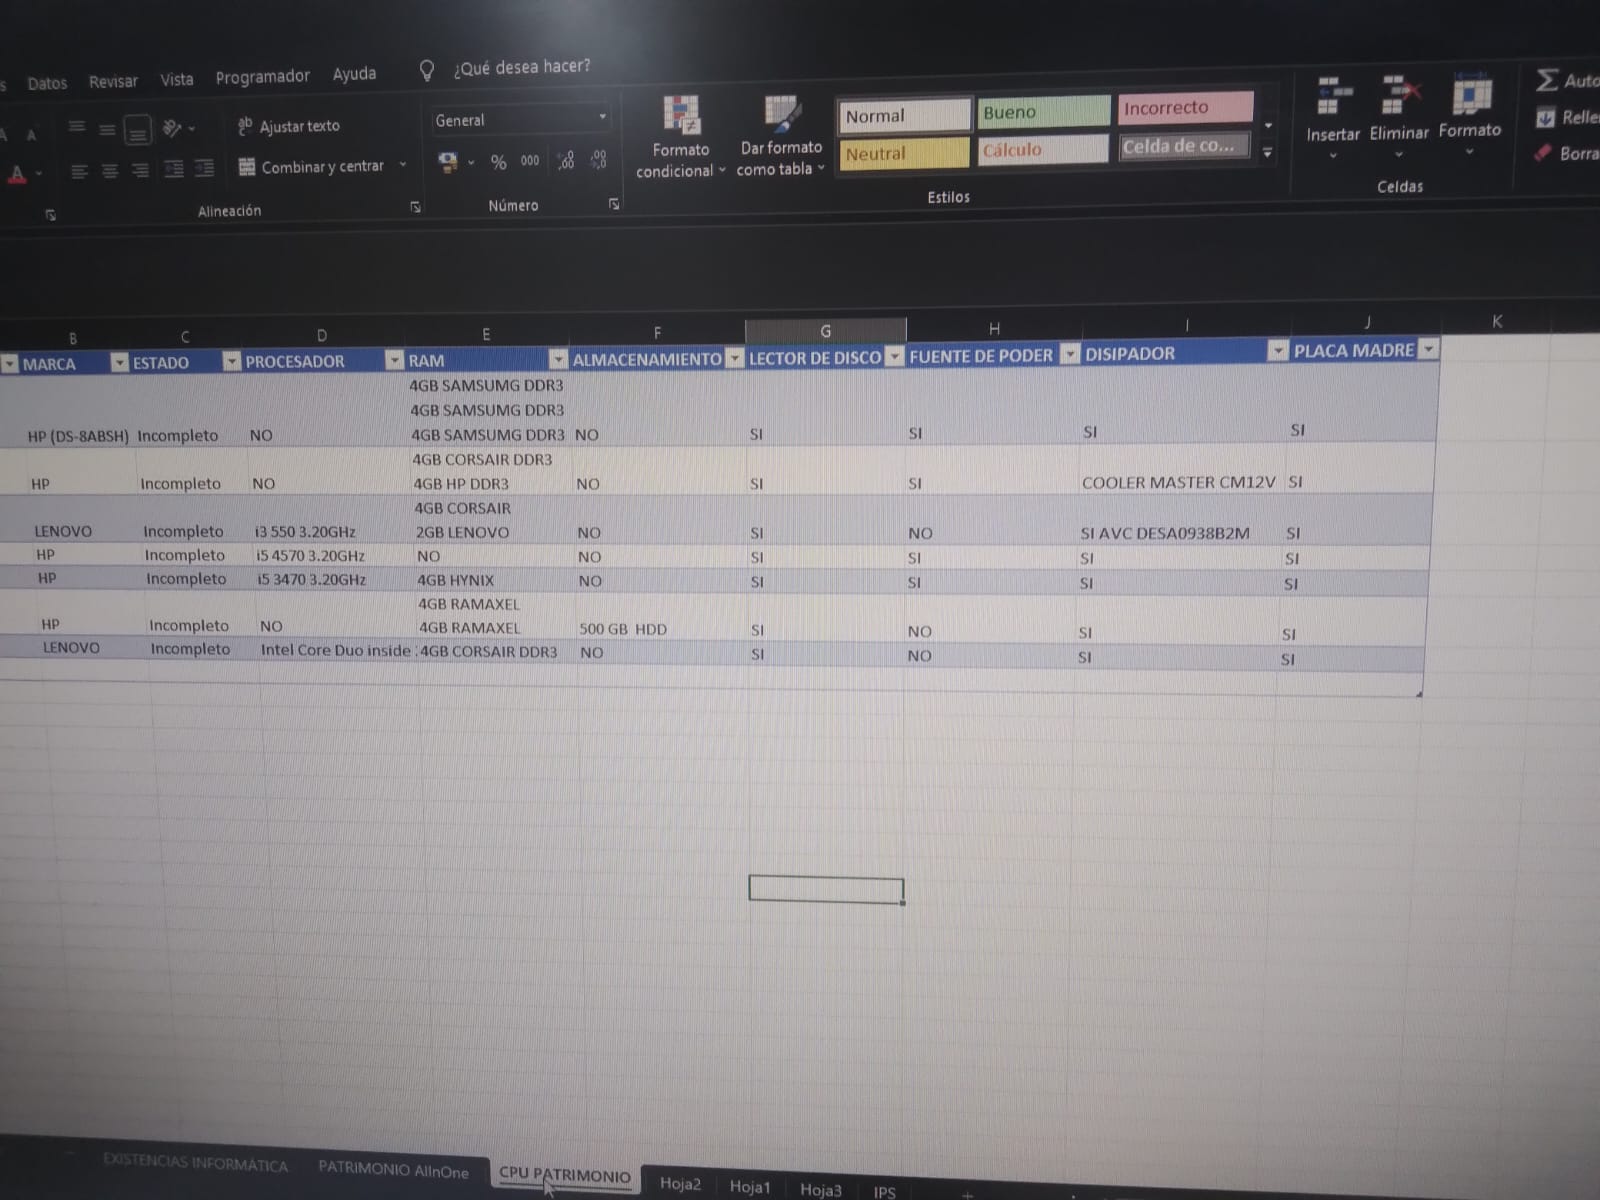 Datos Revisar Vista Programador Ayuda ¿Qué desea hacer?
Ajustar texto
Combinar y centrar
Alineación
General
% 000
Número
Formato condicional
Dar formato como tabla
Normal Bueno Incorrecto
Neutral Cálculo Celda de co...
Estilos
Insertar Eliminar Formato
Celdas
Auto
Relle
Borra
B C D E F G H I J K
MARCA ESTADO PROCESADOR RAM ALMACENAMIENTO LECTOR DE DISCO FUENTE DE PODER DISIPADOR PLACA MADRE
4GB SAMSUMG DDR3
4GB SAMSUMG DDR3
HP (DS-8ABSH) Incompleto NO 4GB SAMSUMG DDR3 NO SI SI SI SI
4GB CORSAIR DDR3
HP Incompleto NO 4GB HP DDR3 NO SI SI COOLER MASTER CM12V SI
4GB CORSAIR
LENOVO Incompleto i3 550 3.20GHz 2GB LENOVO NO SI NO SI AVC DESA0938B2M SI
HP Incompleto i5 4570 3.20GHz NO NO SI SI SI SI
HP Incompleto i5 3470 3.20GHz 4GB HYNIX NO SI SI SI SI
4GB RAMAXEL
HP Incompleto NO 4GB RAMAXEL 500 GB HDD SI NO SI SI
LENOVO Incompleto Intel Core Duo inside 4GB CORSAIR DDR3 NO SI NO SI SI
EXISTENCIAS INFORMÁTICA PATRIMONIO AllnOne CPU PATRIMONIO Hoja2 Hoja1 Hoja3 IPS